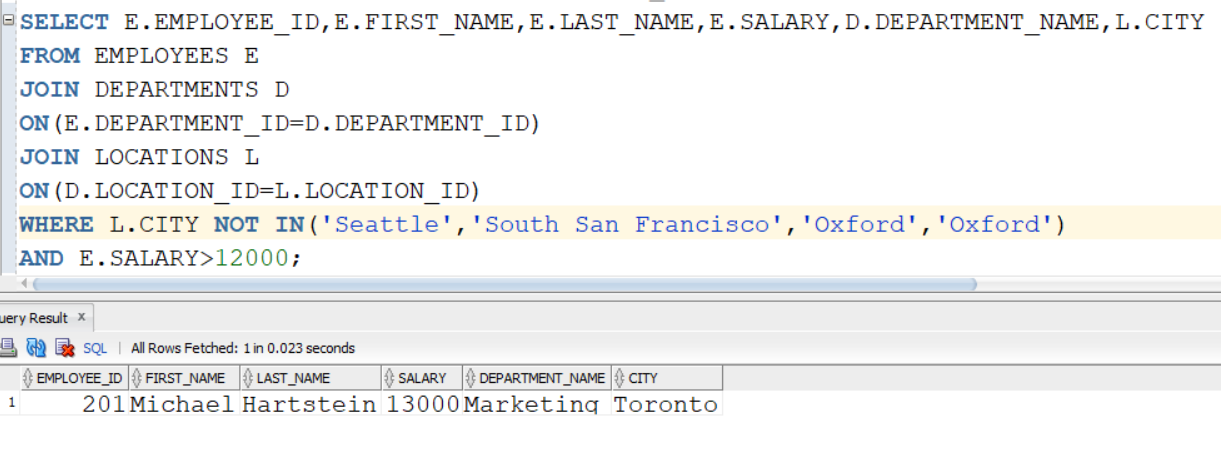 SELECT E.EMPLOYEE_ID,E.FIRST_NAME,E.LAST_NAME,E.SALARY,D.DEPARTMENT_NAME,L.CITY
FROM EMPLOYEES E
JOIN DEPARTMENTS D
ON(E.DEPARTMENT_ID=D.DEPARTMENT_ID)
JOIN LOCATIONS L
ON(D.LOCATION_ID=L.LOCATION_ID)
WHERE L.CITY NOT IN('Seattle','South San Francisco','Oxford','Oxford')
AND E.SALARY>12000;
uery Result x
SQL | All Rows Fetched: 1 in 0.023 seconds
EMPLOYEE_ID FIRST_NAME LAST_NAME SALARY DEPARTMENT_NAME CITY
1 201 Michael Hartstein 13000 Marketing Toronto